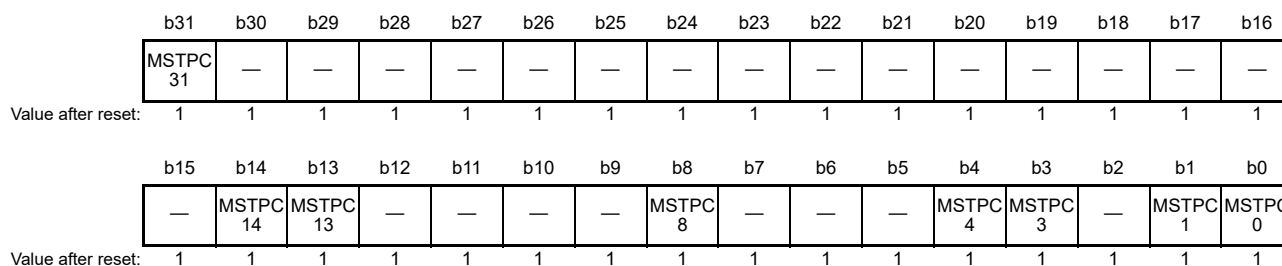 b31 b30 b29 b28 b27 b26 b25 b24 b23 b22 b21 b20 b19 b18 b17 b16
MSTPC 31 — — — — — — — — — — — — — — —
Value after reset: 1 1 1 1 1 1 1 1 1 1 1 1 1 1 1 1
b15 b14 b13 b12 b11 b10 b9 b8 b7 b6 b5 b4 b3 b2 b1 b0
— MSTPC 14 MSTPC 13 — — — — MSTPC 8 — — — MSTPC 4 MSTPC 3 — MSTPC 1 MSTPC 0
Value after reset: 1 1 1 1 1 1 1 1 1 1 1 1 1 1 1 1